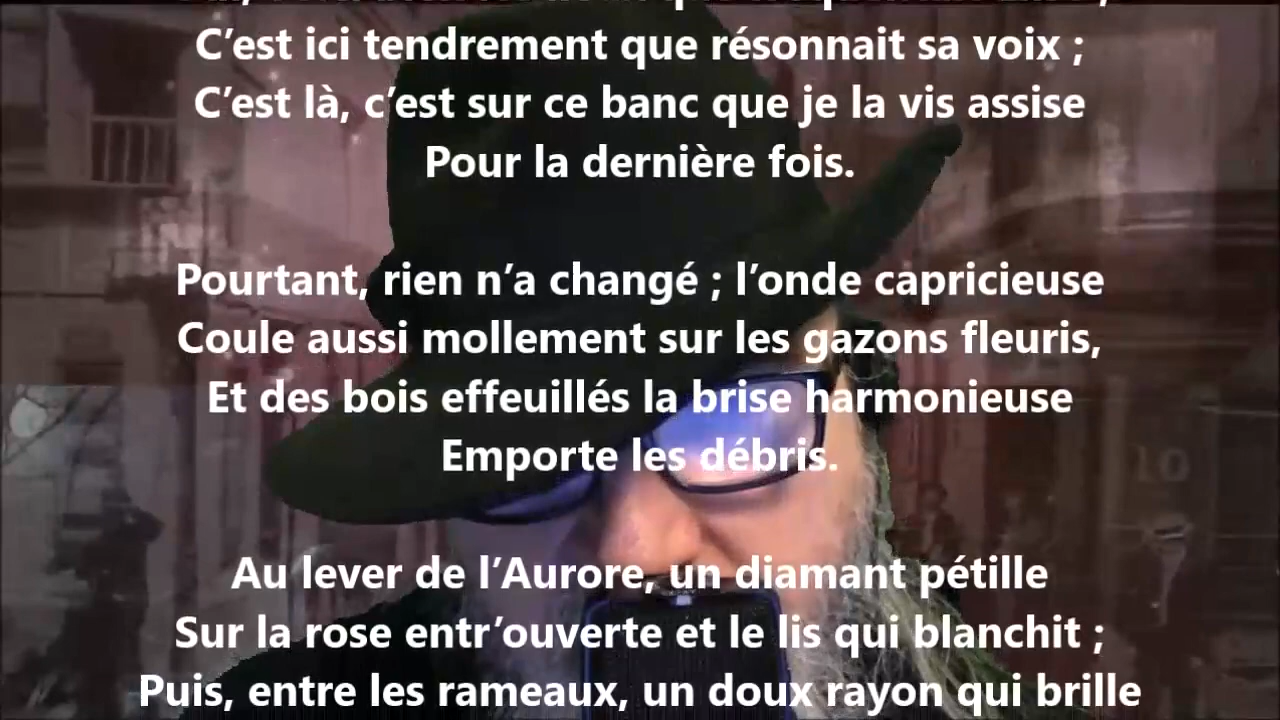 C'est ici tendrement que résonnait sa voix ;
C'est là, c'est sur ce banc que je la vis assise
Pour la dernière fois.
Pourtant, rien n'a changé ; l'onde capricieuse
Coule aussi mollement sur les gazons fleuris,
Et des bois effeuillés la brise harmonieuse
Emporte les débris.
Au lever de l'Aurore, un diamant pétille
Sur la rose entr'ouverte et le lis qui blanchit ;
Puis, entre les rameaux, un doux rayon qui brille
10